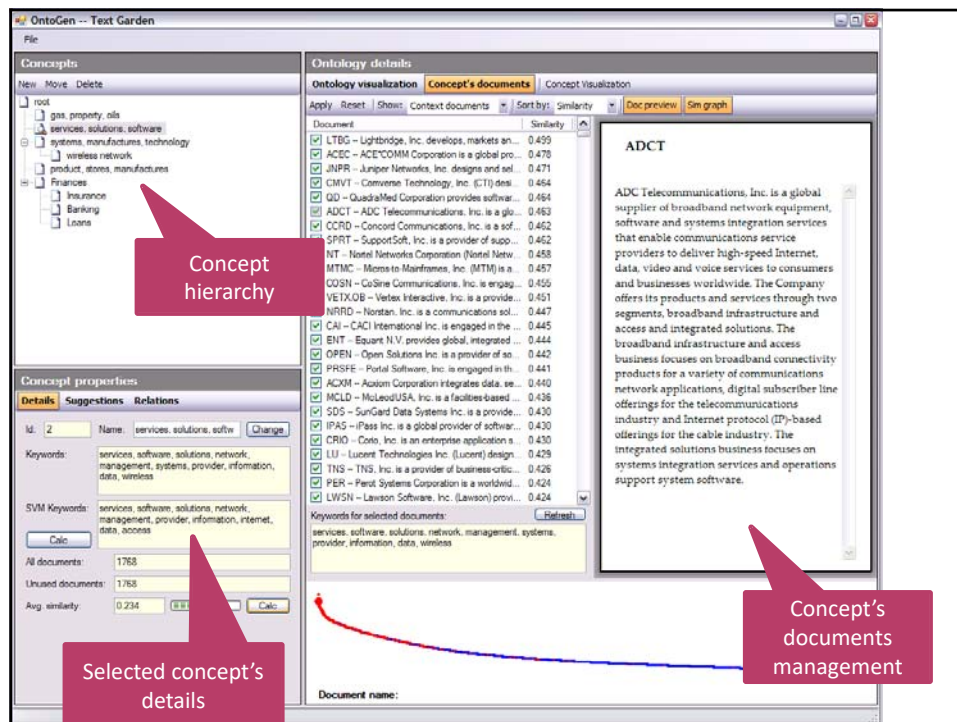 OntoGen -- Text Garden
File
Concepts
New Move Delete
root
gas, property, oils
services, solutions, software
systems, manufactures, technology
wireless network
product, stores, manufactures
Finances
Insurance
Banking
Loans
Concept
hierarchy
Concept properties
Details Suggestions Relations
Id: 2 Name: services, solutions, softw Change
Keywords: services, software, solutions, network,
management, systems, provider, information,
data, wireless
SVM Keywords: services, software, solutions, network,
management, provider, information, internet,
data, access
Calc
All documents: 1768
Unused documents: 1768
Avg. similarity: 0.234 Calc
Selected concept's
details
Ontology details
Ontology visualization Concept's documents Concept Visualization
Apply Reset Show: Context documents Sort by: Similarity Doc preview Sim graph
Document Similarity
LTBG – Lightbridge, Inc. develops, markets an... 0.499
ACEC – ACE*COMM Corporation is a global pro... 0.478
JNPR – Juniper Networks, Inc. designs and sel... 0.471
CMVT – Comverse Technology, Inc. (CTI) desi... 0.464
QD – QuadraMed Corporation provides softwar... 0.464
ADCT – ADC Telecommunications, Inc. is a glo... 0.463
CCRD – Concord Communications, Inc. is a sof... 0.462
SPRT – SupportSoft, Inc. is a provider of supp... 0.462
NT – Nortel Networks Corporation (Nortel Netw... 0.458
MTMC – Micros-to-Mainframes, Inc. (MTM) is a... 0.457
COSN – CoSine Communications, Inc. is engag... 0.455
VETX.OB – Vertex Interactive, Inc. is a provide... 0.451
NRRD – Norstan, Inc. is a communications sol... 0.447
CAI – CACI International Inc. is engaged in the ... 0.445
ENT – Equant N.V. provides global, integrated ... 0.444
OPEN – Open Solutions Inc. is a provider of so... 0.442
PRSFE – Portal Software, Inc. is engaged in th... 0.441
ACXM – Acxiom Corporation integrates data, se... 0.440
MCLD – McLeodUSA, Inc. is a facilities-based ... 0.436
SDS – SunGard Data Systems Inc. is a provide... 0.430
IPAS – iPass Inc. is a global provider of softwar... 0.430
CRIO – Corio, Inc. is an enterprise application s... 0.430
LU – Lucent Technologies Inc. (Lucent) design... 0.429
TNS – TNS, Inc. is a provider of business-critic... 0.426
PER – Perot Systems Corporation is a worldwid... 0.424
LWSN – Lawson Software, Inc. (Lawson) provi... 0.424
Keywords for selected documents: Refresh
services, software, solutions, network, management, systems,
provider, information, data, wireless
ADCT
ADC Telecommunications, Inc. is a global
supplier of broadband network equipment,
software and systems integration services
that enable communications service
providers to deliver high-speed Internet,
data, video and voice services to consumers
and businesses worldwide. The Company
offers its products and services through two
segments, broadband infrastructure and
access and integrated solutions. The
broadband infrastructure and access
business focuses on broadband connectivity
products for a variety of communications
network applications, digital subscriber line
offerings for the telecommunications
industry and Internet protocol (IP)-based
offerings for the cable industry. The
integrated solutions business focuses on
systems integration services and operations
support system software.
Concept's
documents
management
Document name: